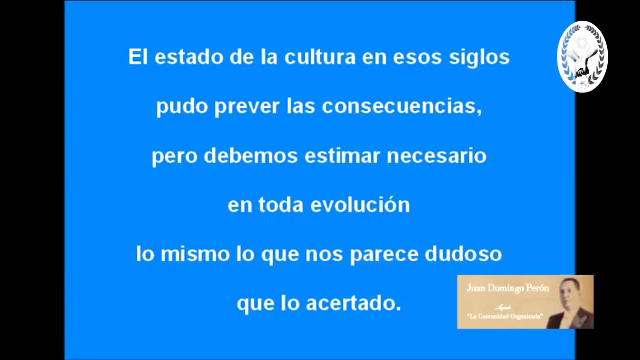 El estado de la cultura en esos siglos
pudo prever las consecuencias,
pero debemos estimar necesario
en toda evolución
lo mismo lo que nos parece dudoso
que lo acertado.
Juan Domingo Perón
"La Comunidad Organizada"